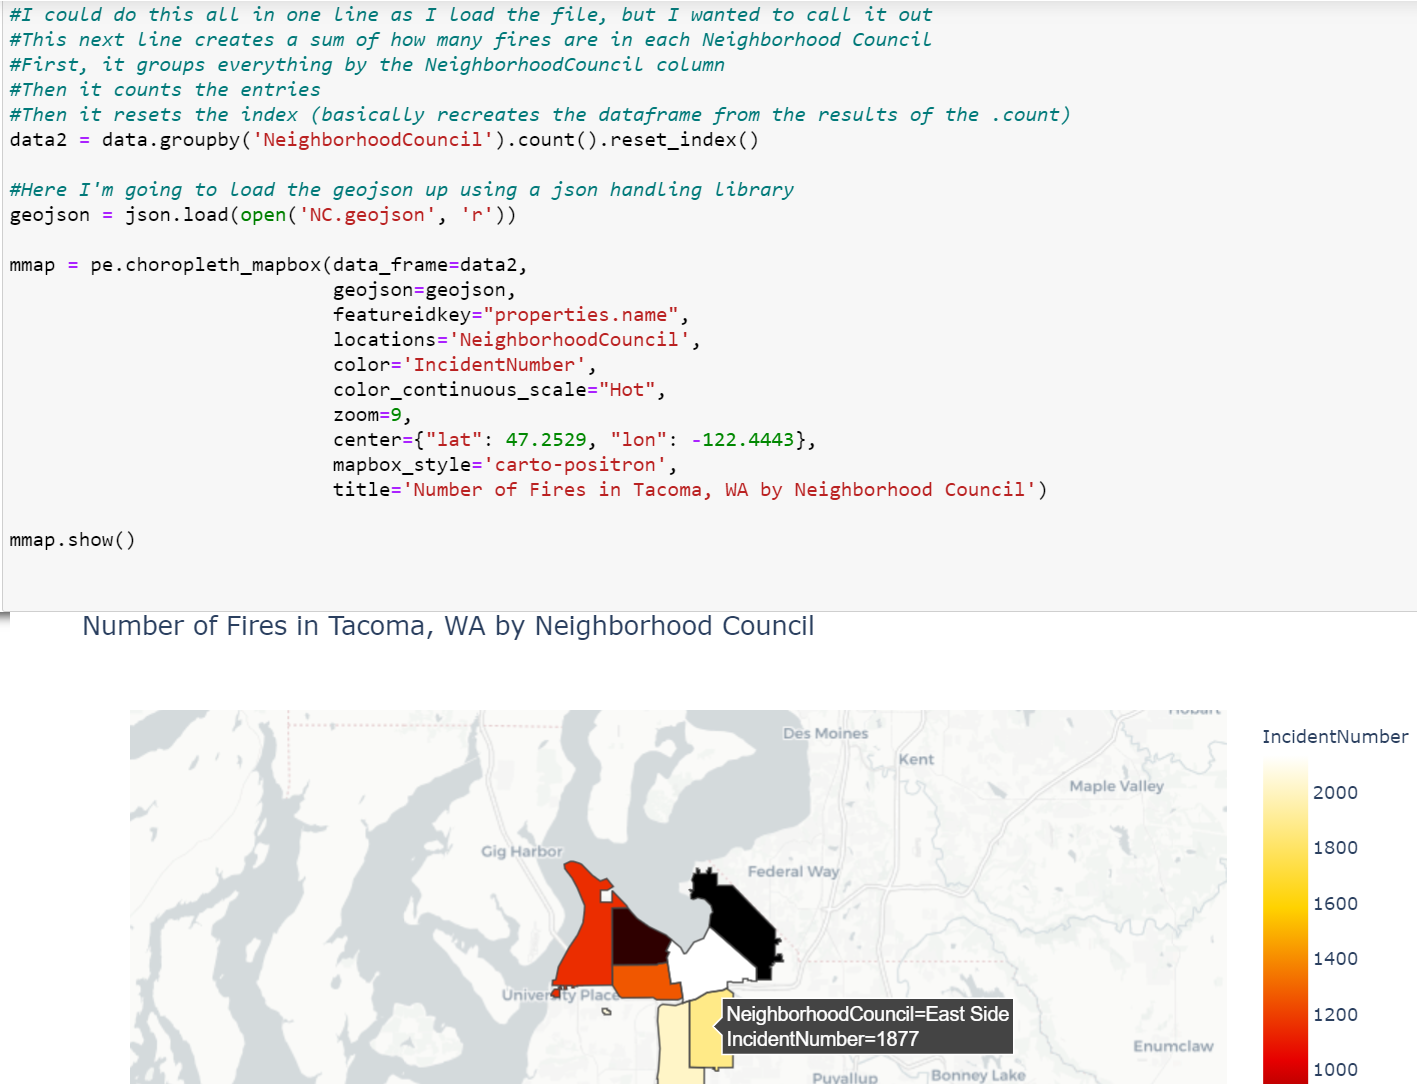 #I could do this all in one line as I load the file, but I wanted to call it out
#This next line creates a sum of how many fires are in each Neighborhood Council
#First, it groups everything by the NeighborhoodCouncil column
#Then it counts the entries
#Then it resets the index (basically recreates the dataframe from the results of the .count)
data2 = data.groupby('NeighborhoodCouncil').count().reset_index()
#Here I'm going to load the geojson up using a json handling library
geojson = json.load(open('NC.geojson', 'r'))
mmap = pe.choropleth_mapbox(data_frame=data2,
geojson=geojson,
featureidkey="properties.name",
locations='NeighborhoodCouncil',
color='IncidentNumber',
color_continuous_scale="Hot",
zoom=9,
center={"lat": 47.2529, "lon": -122.4443},
mapbox_style='carto-positron',
title='Number of Fires in Tacoma, WA by Neighborhood Council')
mmap.show()
Number of Fires in Tacoma, WA by Neighborhood Council
Hobart
Des Moines
IncidentNumber
Kent
Maple Valley
2000
1800
Gig Harbor
Federal Way
1600
1400
University Place
NeighborhoodCouncil=East Side
IncidentNumber=1877
1200
Enumclaw
1000
Puyallup
Bonney Lake